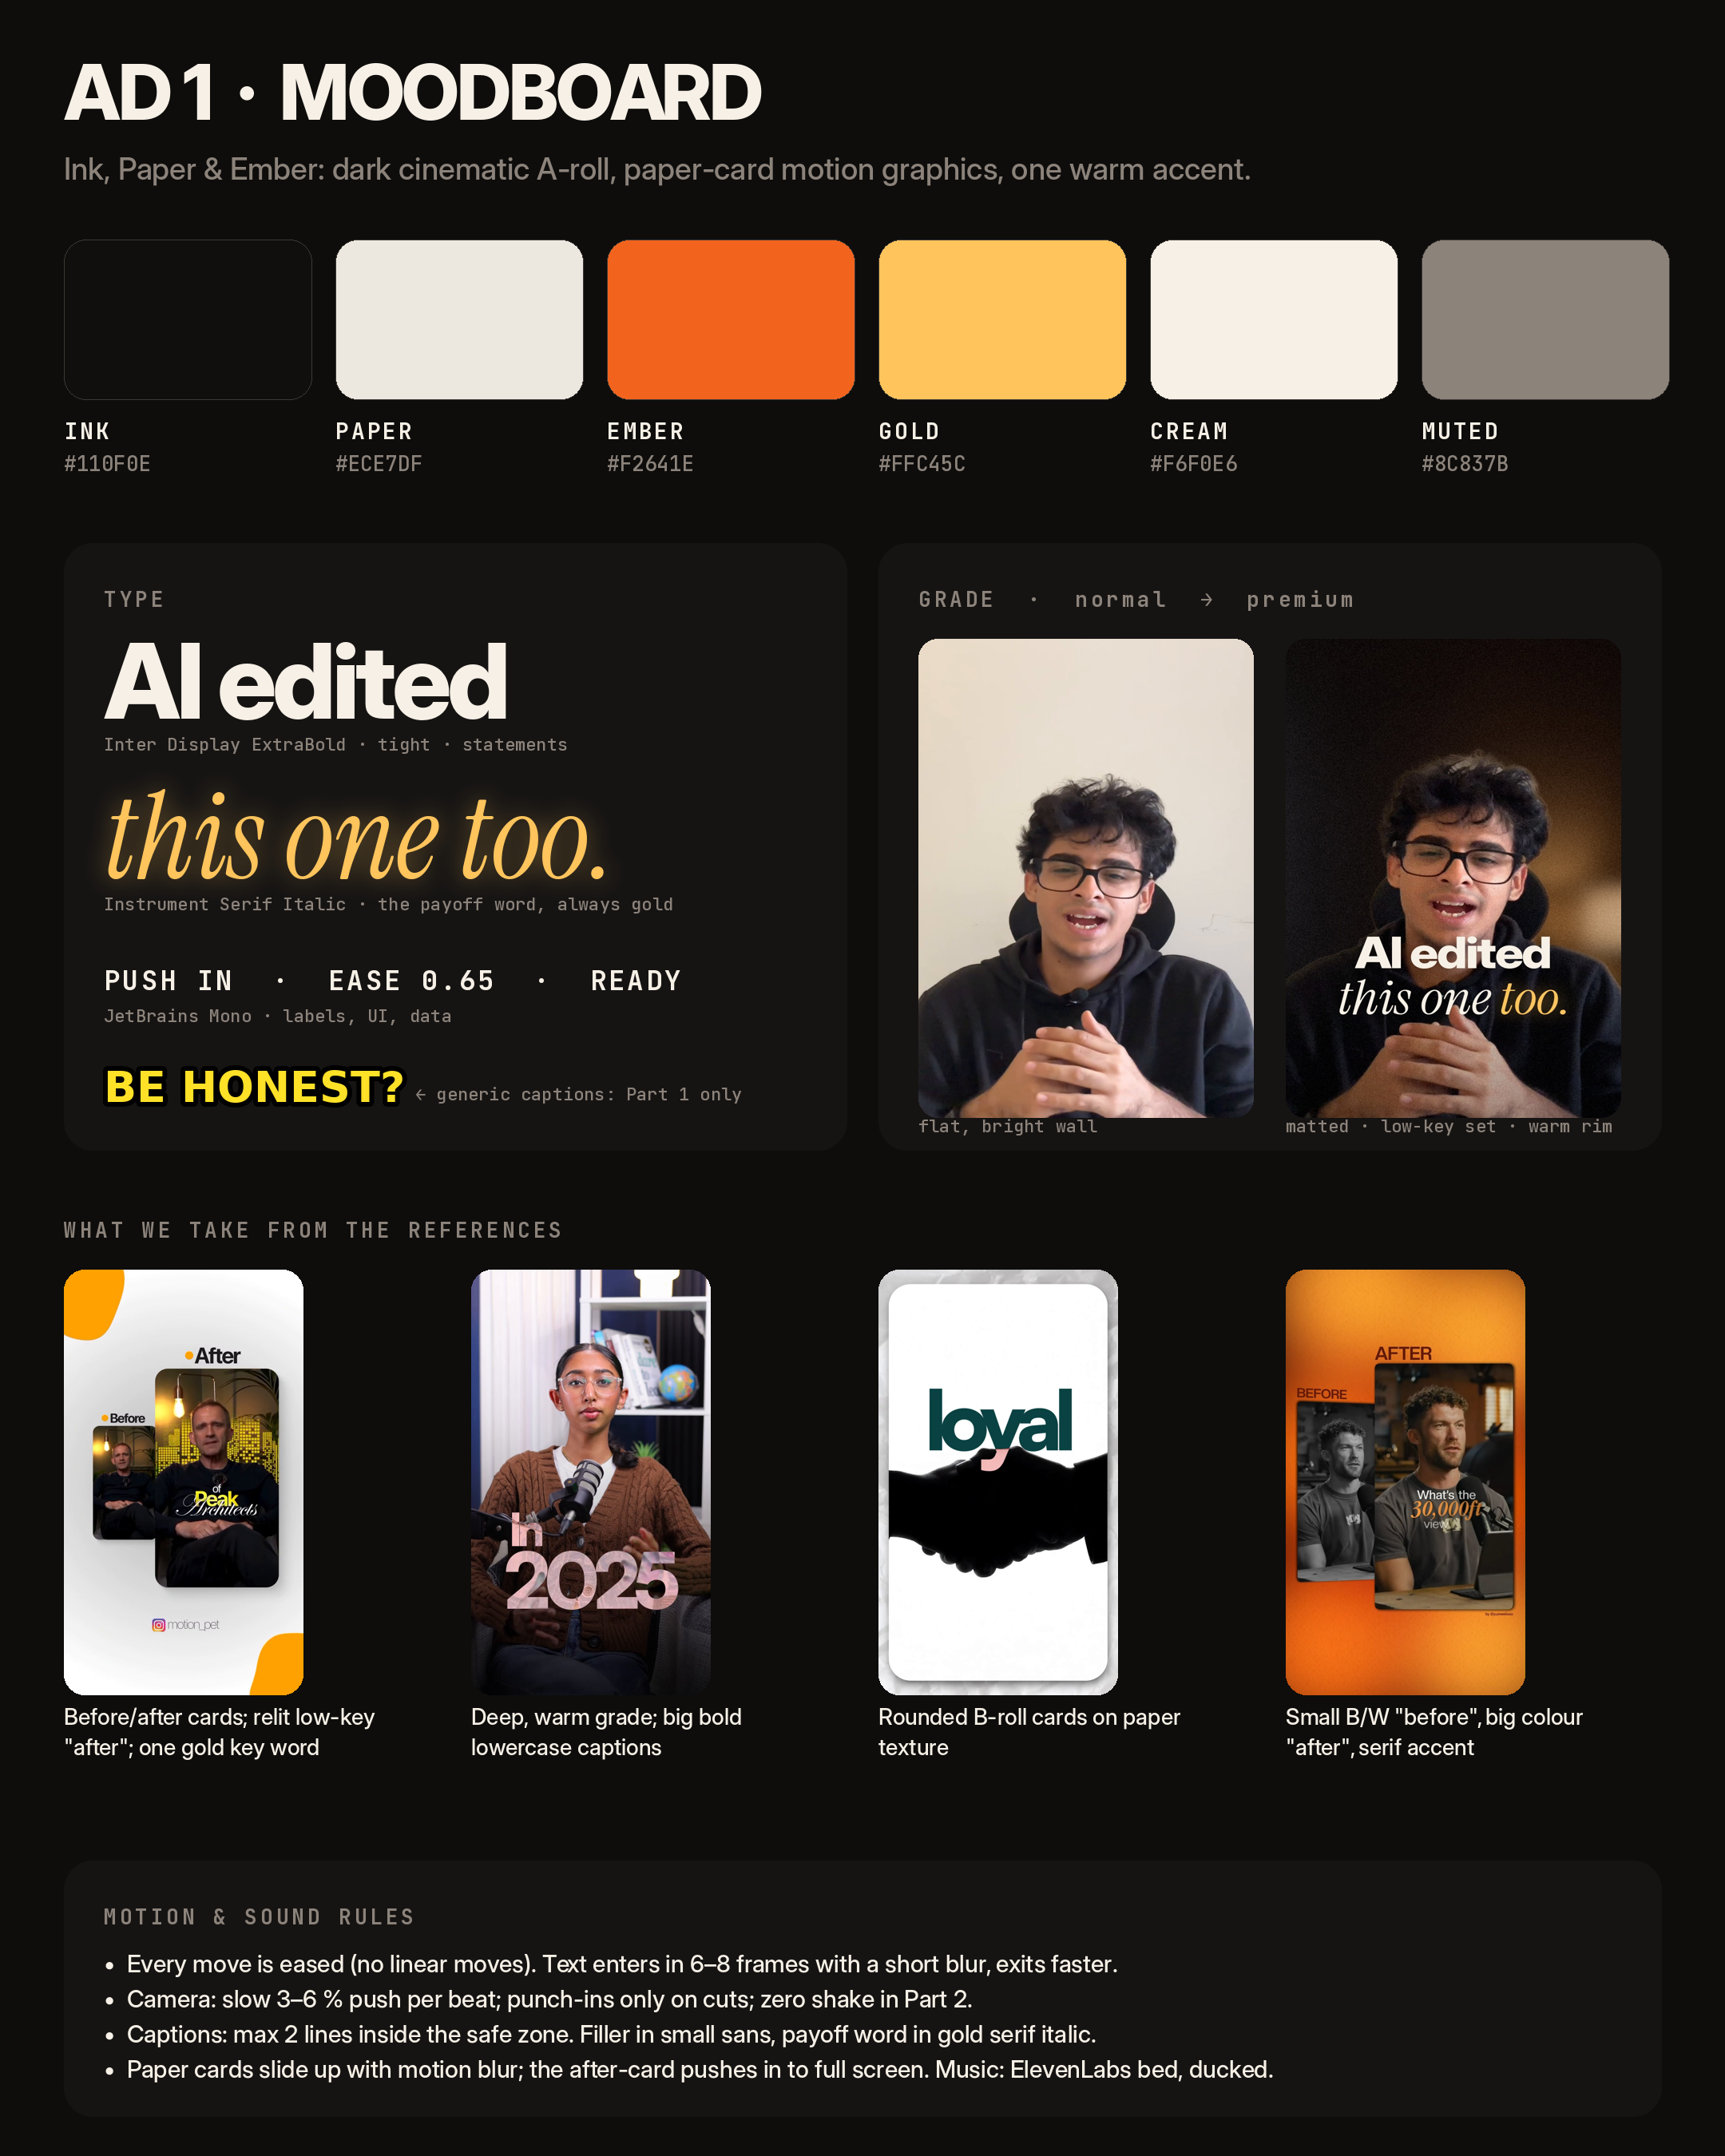 AD 1 · MOODBOARD
Ink, Paper & Ember: dark cinematic A-roll, paper-card motion graphics, one warm accent.
INK
#110F0E
PAPER
#ECE7DF
EMBER
#F2641E
GOLD
#FFC45C
CREAM
#F6F0E6
MUTED
#8C837B
TYPE
AI edited
Inter Display ExtraBold · tight · statements
this one too.
Instrument Serif Italic · the payoff word, always gold
PUSH IN · EASE 0.65 · READY
JetBrains Mono · labels, UI, data
BE HONEST? ← generic captions: Part 1 only
GRADE · normal → premium
AI edited
this one too.
flat, bright wall
matted · low-key set · warm rim
WHAT WE TAKE FROM THE REFERENCES
After
Before
of
Peak
Architects
motion_pet
Before/after cards; relit low-key
"after"; one gold key word
In
2025
Deep, warm grade; big bold
lowercase captions
loyal
Rounded B-roll cards on paper
texture
AFTER
BEFORE
What's the
30,000ft
view
Small B/W "before", big colour
"after", serif accent
MOTION & SOUND RULES
• Every move is eased (no linear moves). Text enters in 6–8 frames with a short blur, exits faster.
• Camera: slow 3–6 % push per beat; punch-ins only on cuts; zero shake in Part 2.
• Captions: max 2 lines inside the safe zone. Filler in small sans, payoff word in gold serif italic.
• Paper cards slide up with motion blur; the after-card pushes in to full screen. Music: ElevenLabs bed, ducked.